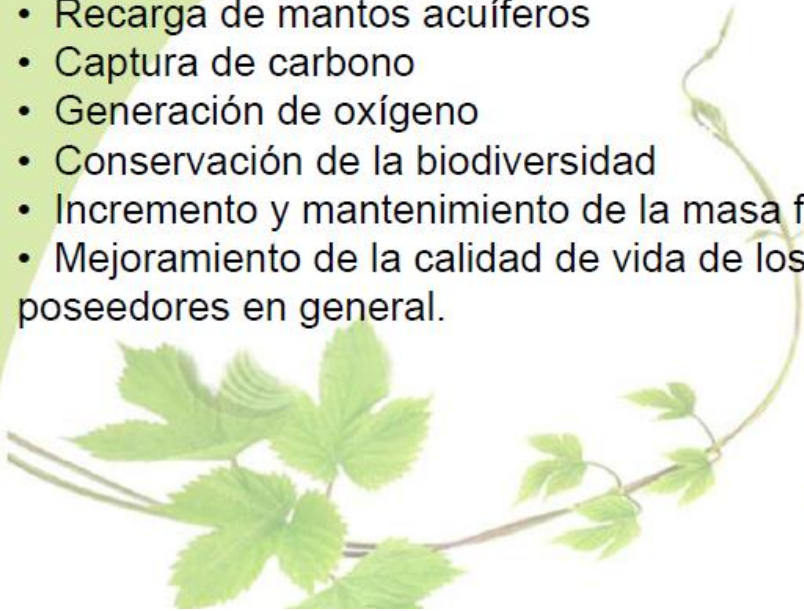 • Recarga de mantos acuíferos
• Captura de carbono
• Generación de oxígeno
• Conservación de la biodiversidad
• Incremento y mantenimiento de la masa
• Mejoramiento de la calidad de vida de los
poseedores en general.